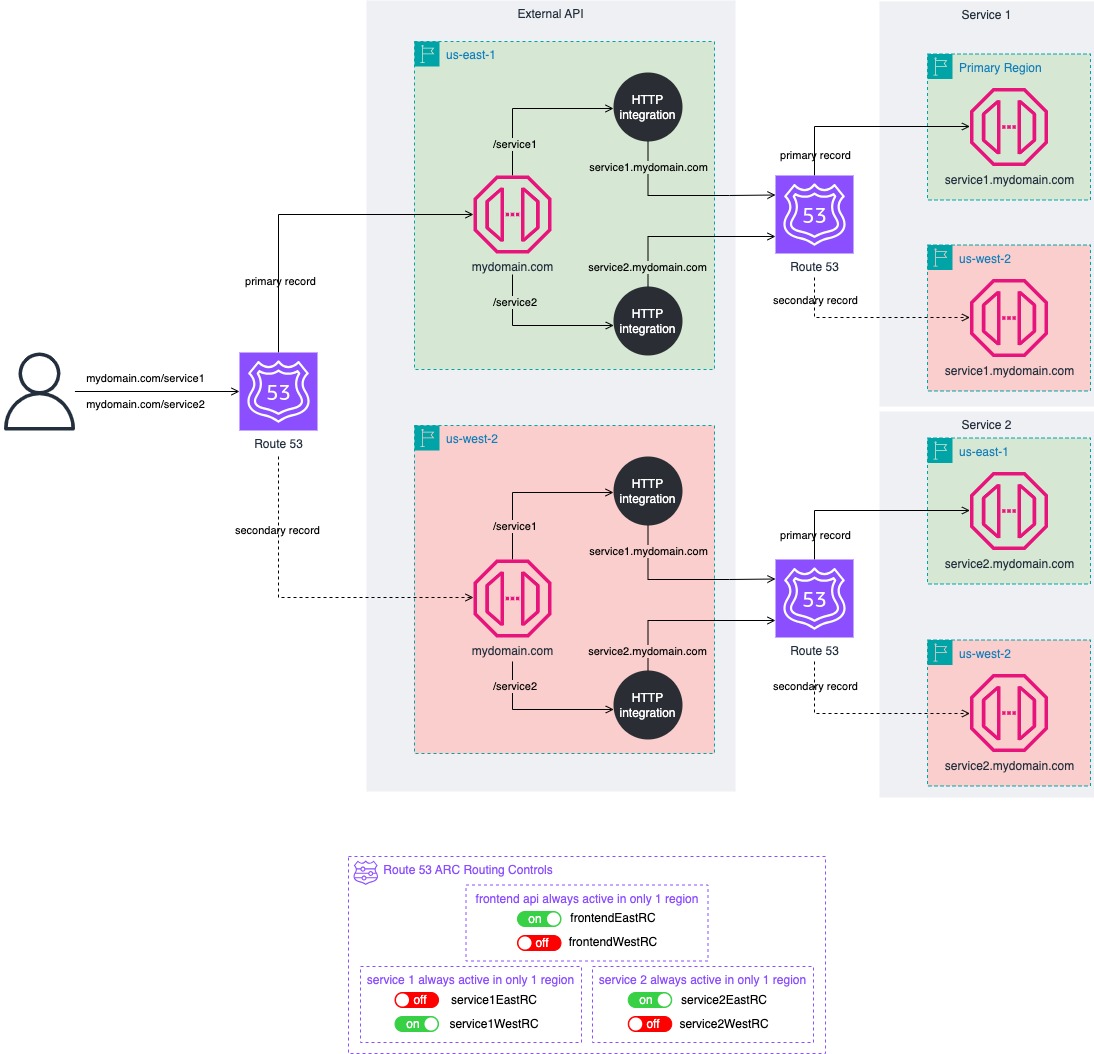 External API
Service 1
us-east-1
Primary Region
HTTP
integration
/service1
service1.mydomain.com
primary record
53
mydomain.com
service1.mydomain.com
53
Route 53
us-west-2
service2.mydomain.com
/service2
secondary record
HTTP
integration
service1.mydomain.com
primary record
mydomain.com/service1
mydomain.com/service2
53
Route 53
secondary record
Service 2
us-west-2
us-east-1
HTTP
integration
/service1
service1.mydomain.com
primary record
service2.mydomain.com
53
mydomain.com
Route 53
us-west-2
service2.mydomain.com
/service2
secondary record
HTTP
integration
service2.mydomain.com
Route 53 ARC Routing Controls
frontend api always active in only 1 region
on frontendEastRC
off frontendWestRC
service 1 always active in only 1 region
off service1EastRC
on service1WestRC
service 2 always active in only 1 region
on service2EastRC
off service2WestRC